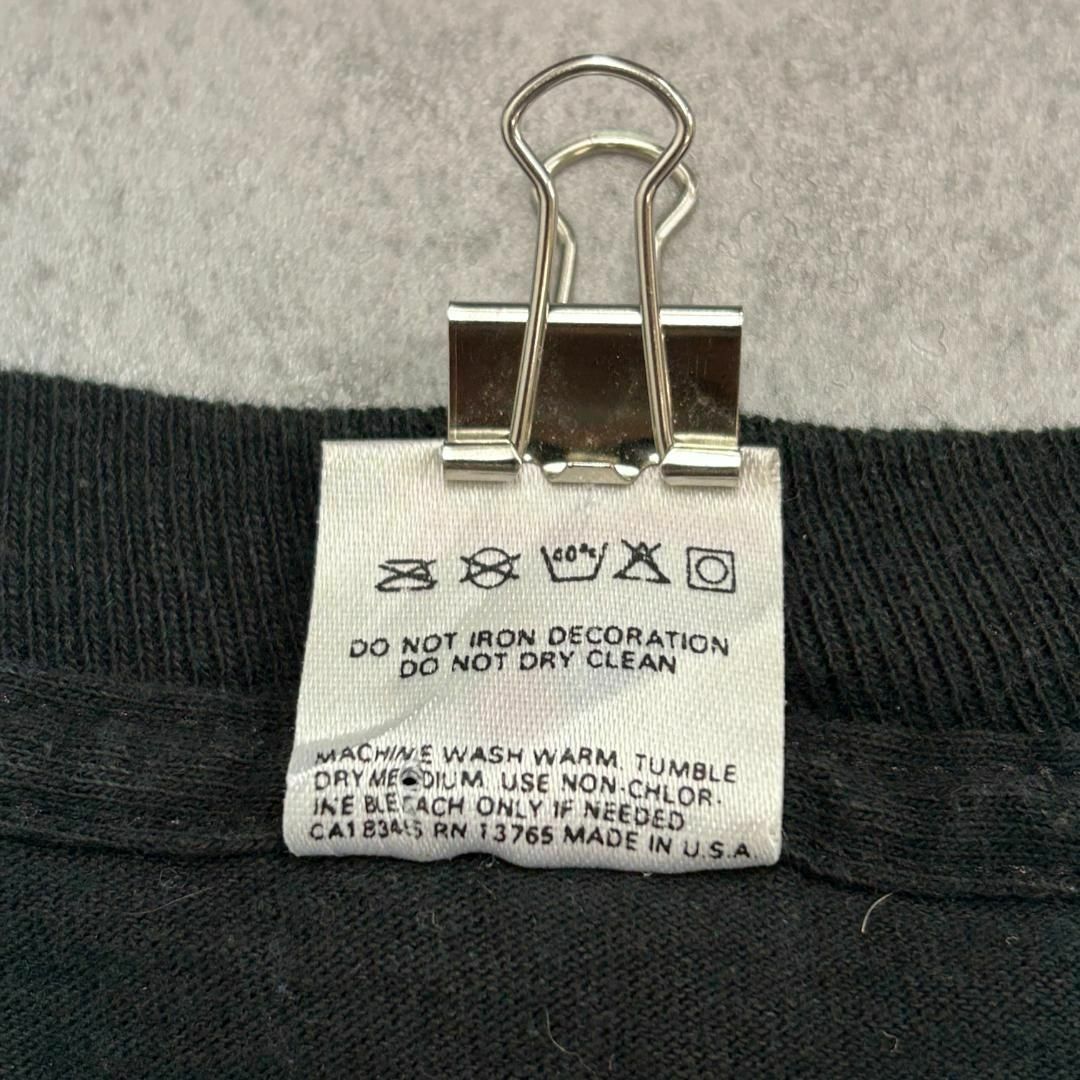 40°c
DO NOT IRON DECORATION
DO NOT DRY CLEAN
MACHINE WASH WARM, TUMBLE
DRY MEDIUM. USE NON-CHLOR-
INE BLEACH ONLY IF NEEDED
RN 13765 MADE IN U.S.A